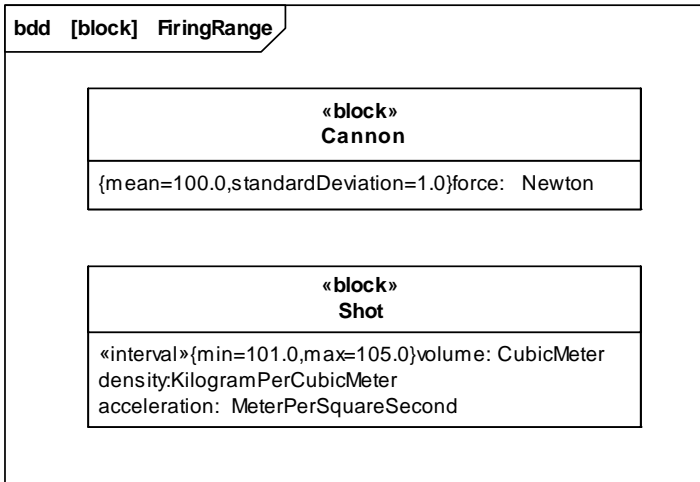 bdd [block] FiringRange
«block»
Cannon
{mean=100.0,standardDeviation=1.0}force: Newton
«block»
Shot
«interval»{min=101.0,max=105.0}volume: CubicMeter
density:KilogramPerCubicMeter
acceleration: MeterPerSquareSecond